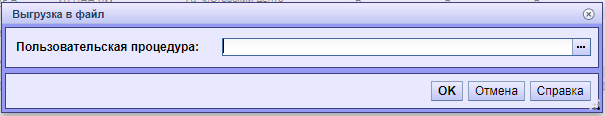 Выгрузка в файл
Пользовательская процедура:
...
OK Отмена Справка